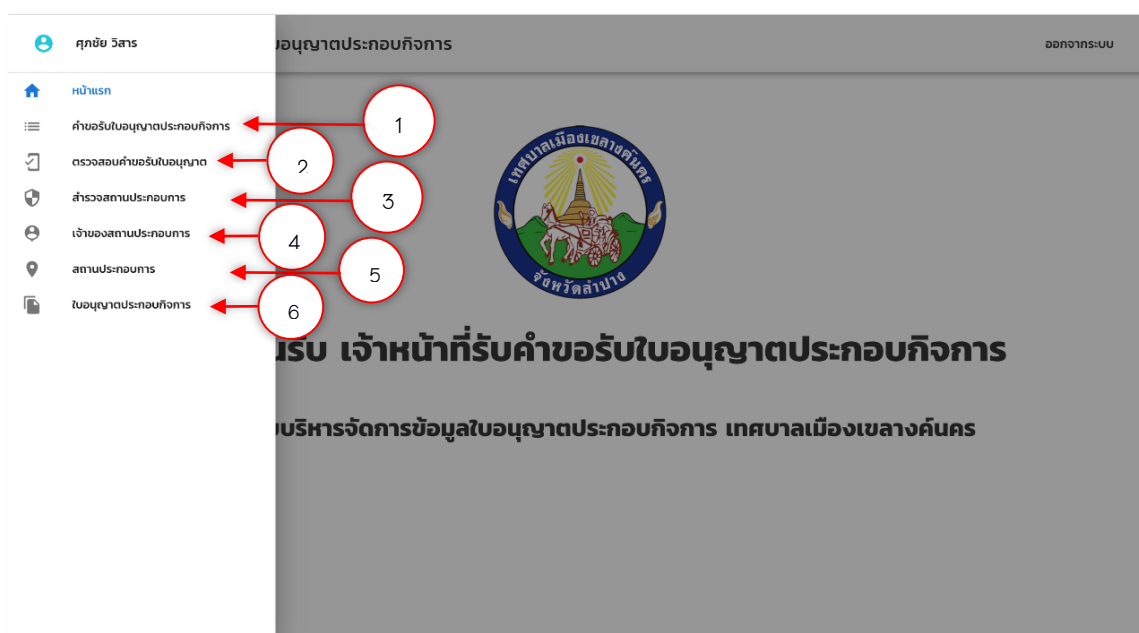 ศุภชัย วิสาร
อนุญาตประกอบกิจการ
ออกจากระบบ
หน้าแรก
คำขอรับใบอนุญาตประกอบกิจการ
1
ตรวจสอบคำขอรับใบอนุญาต
2
สำรวจสถานประกอบการ
3
เจ้าของสถานประกอบการ
4
สถานประกอบการ
5
ใบอนุญาตประกอบกิจการ
6
เทศบาลเมืองเขลางค์นคร
จังหวัดลำปาง
เจ้าหน้าที่รับคำขอรับใบอนุญาตประกอบกิจการ
บริหารจัดการข้อมูลใบอนุญาตประกอบกิจการ เทศบาลเมืองเขลางค์นคร